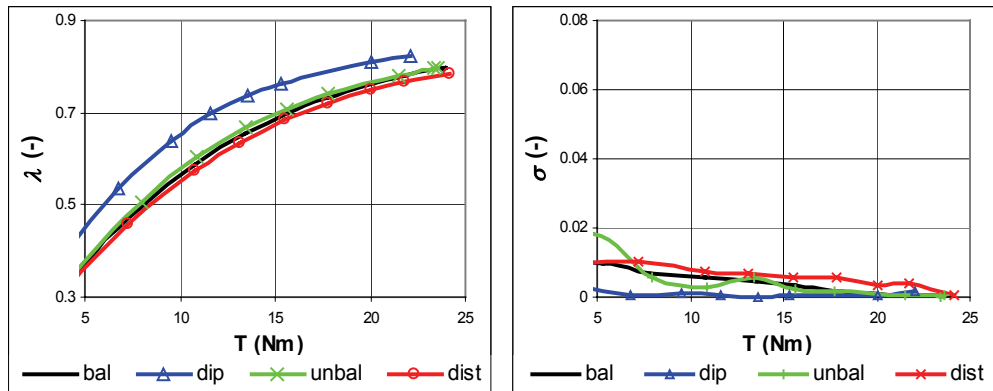 0.9
0.7
0.5
0.3
λ (-)
5 10 15 20 25
T (Nm)
bal dip unbal dist
0.08
0.06
0.04
0.02
0
σ (-)
5 10 15 20 25
T (Nm)
bal dip unbal dist